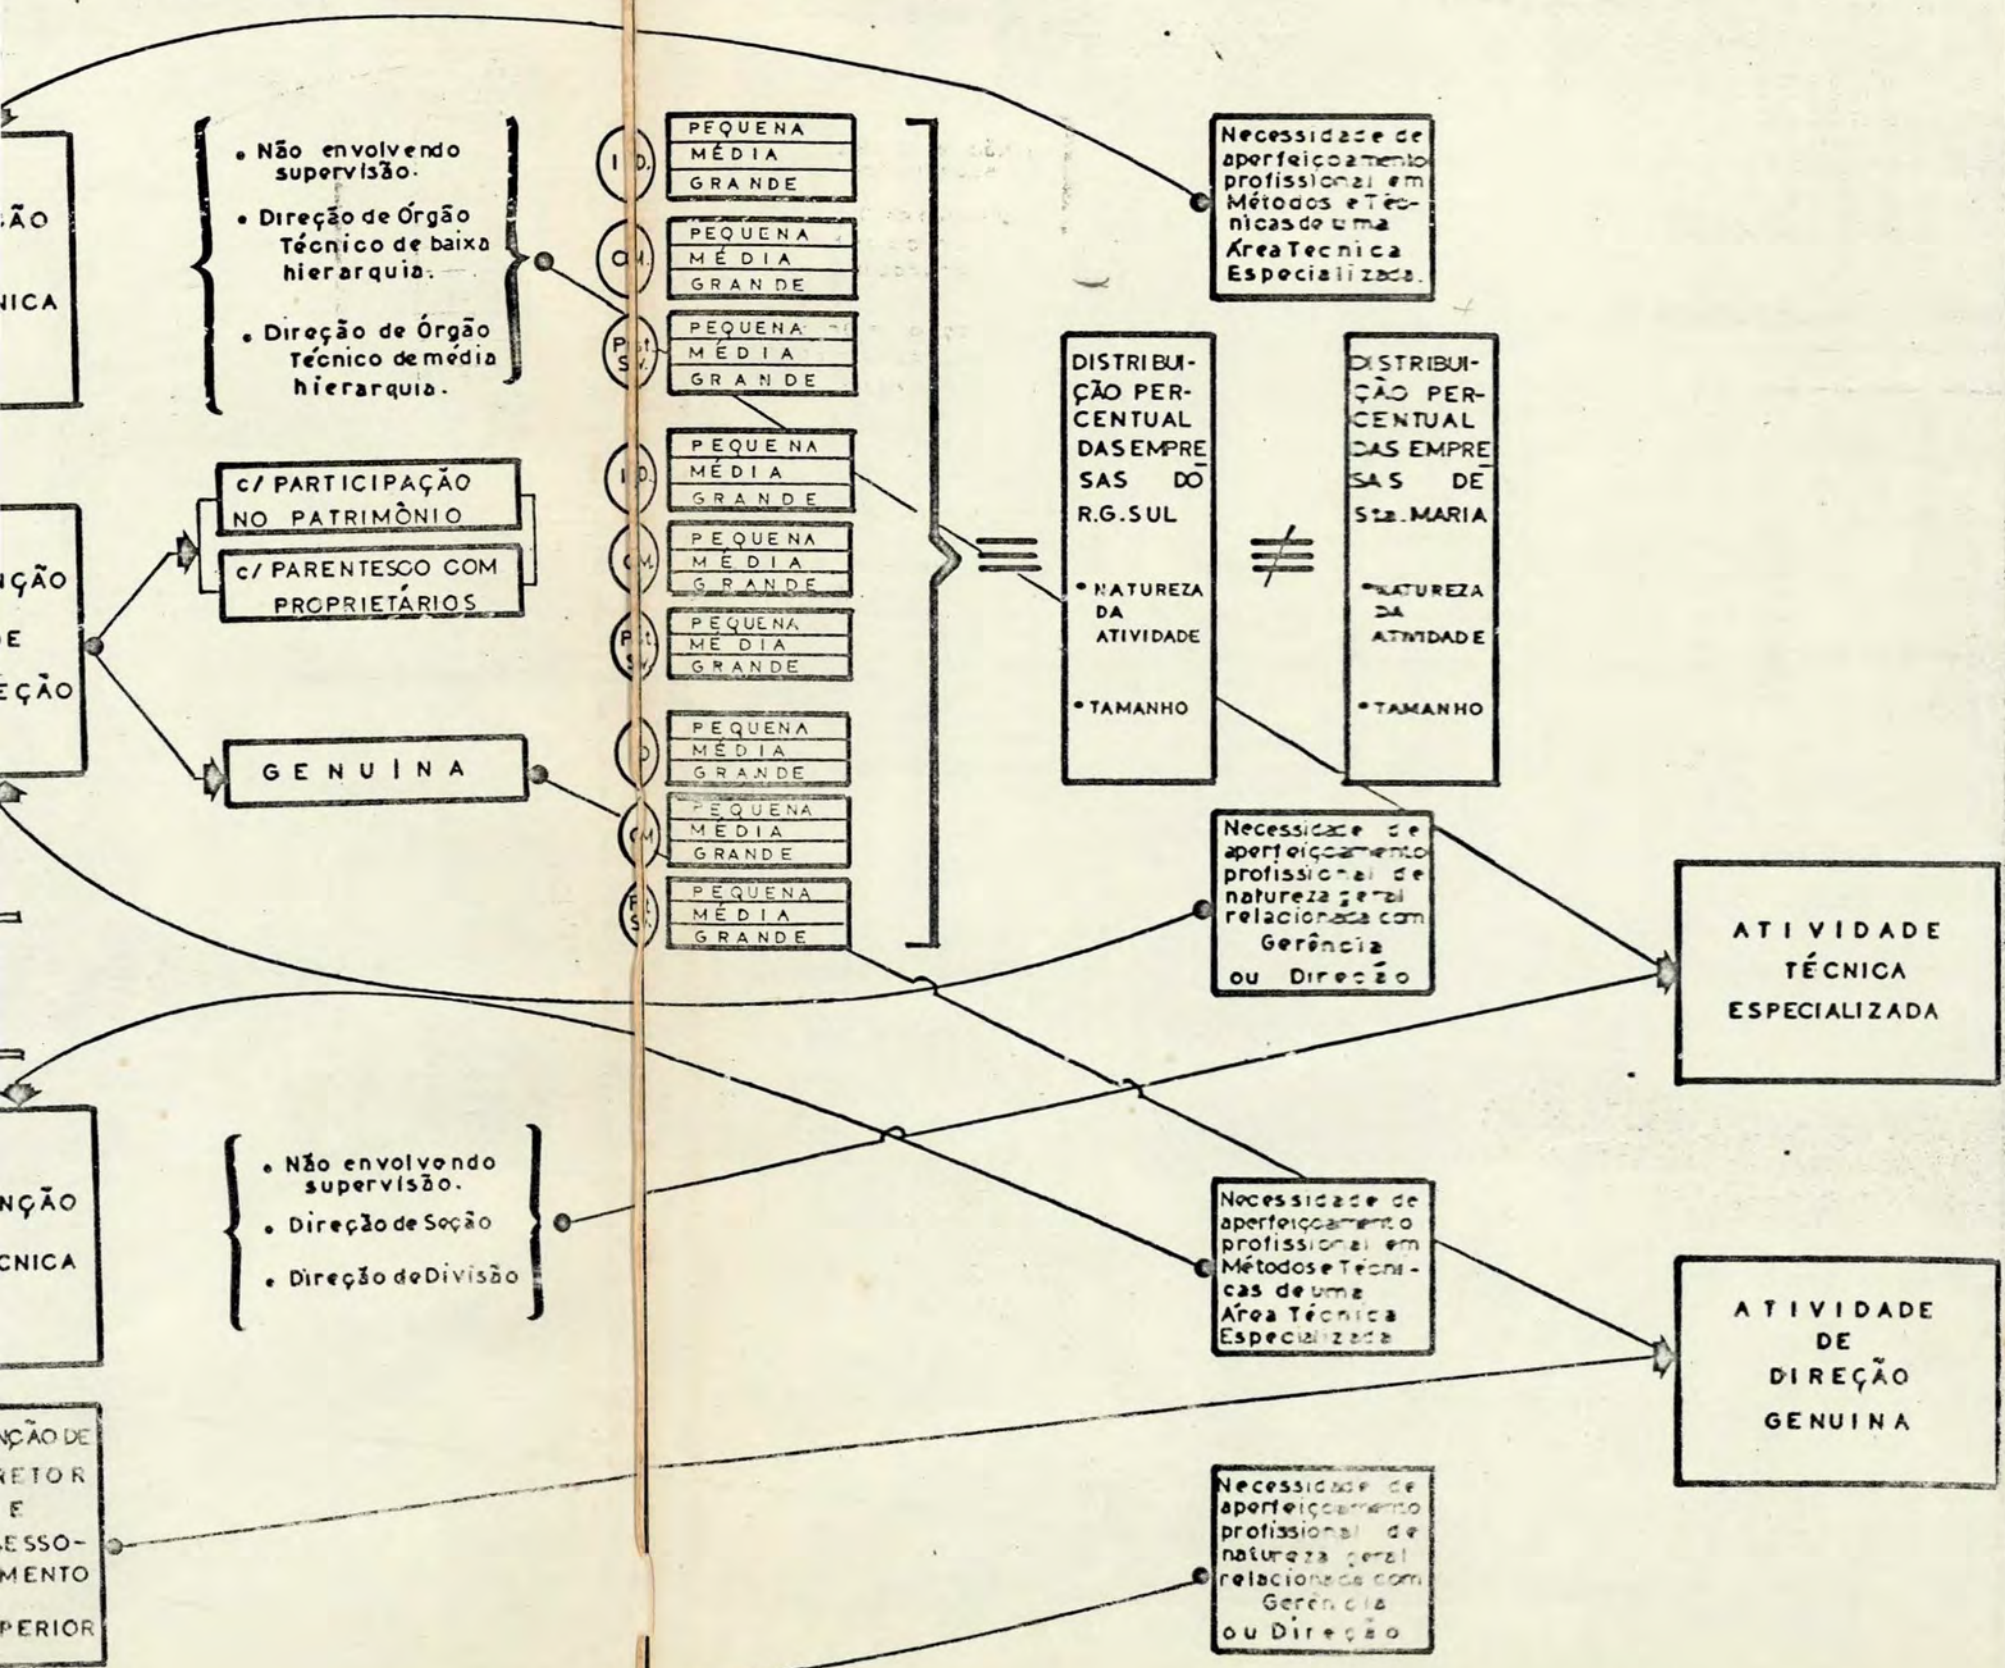 ÇÃO
NICA
• Não envolvendo
supervisão.
• Direção de Órgão
Técnico de baixa
hierarquia.
• Direção de Órgão
Técnico de média
hierarquia.
NÇÃO
DE
EÇÃO
c/ PARTICIPAÇÃO
NO PATRIMÔNIO
c/ PARENTESCO COM
PROPRIETÁRIOS
GENUÍNA
NÇÃO
CNICA
• Não envolvendo
supervisão.
• Direção de Seção
• Direção de Divisão
NÇÃO DE
RETOR
E
SESSO-
MENTO
PERIOR
PEQUENA
MÉDIA
GRANDE
PEQUENA
MÉDIA
GRANDE
PEQUENA
MÉDIA
GRANDE
PEQUENA
MÉDIA
GRANDE
PEQUENA
MÉDIA
GRANDE
PEQUENA
MÉDIA
GRANDE
PEQUENA
MÉDIA
GRANDE
PEQUENA
MÉDIA
GRANDE
PEQUENA
MÉDIA
GRANDE
Necessidade de
aperfeiçoamento
profissional em
Métodos e Téc-
nicas de uma
Área Tecnica
Especializada.
DISTRIBUI-
ÇÃO PER-
CENTUAL
DAS EMPRE
SAS DO
R.G.SUL
• NATUREZA
DA
ATIVIDADE
• TAMANHO
≢
DISTRIBUI-
ÇÃO PER-
CENTUAL
DAS EMPRE
SAS DE
Sta. MARIA
• NATUREZA
DA
ATIVIDADE
• TAMANHO
Necessidade de
aperfeiçoamento
profissional de
natureza geral
relacionada com
Gerência
ou Direção
ATIVIDADE
TÉCNICA
ESPECIALIZADA
Necessidade de
aperfeiçoamento
profissional em
Métodos e Técni-
cas de uma
Área Técnica
Especializada
ATIVIDADE
DE
DIREÇÃO
GENUINA
Necessidade de
aperfeiçoamento
profissional de
natureza geral
relacionada com
Gerência
ou Direção